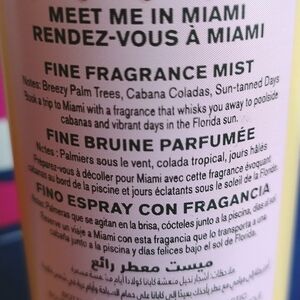 MEET ME IN MIAMI
RENDEZ-VOUS À MIAMI
FINE FRAGRANCE MIST
Notes: Breezy Palm Trees, Cabana Coladas, Sun-tanned Days
Book a trip to Miami with a fragrance that whisks you away to poolside
cabanas and vibrant days in the Florida sun.
FINE BRUINE PARFUMÉE
Notes : Palmiers sous le vent, colada tropical, jours hâlés
Préparez-vous à décoller pour Miami avec cette fragrance évoquant
cabanas au bord de la piscine et jours éclatants sous le soleil de la Floride.
FINO ESPRAY CON FRAGANCIA
Notas: Palmeras que se agitan en la brisa, cócteles junto a la piscina, días al sol
Reserve un viaje a Miami con esta fragancia que lo transporta a una
cabaña junto a la piscina y días felices bajo el sol de Florida.
ميست معطر رائع